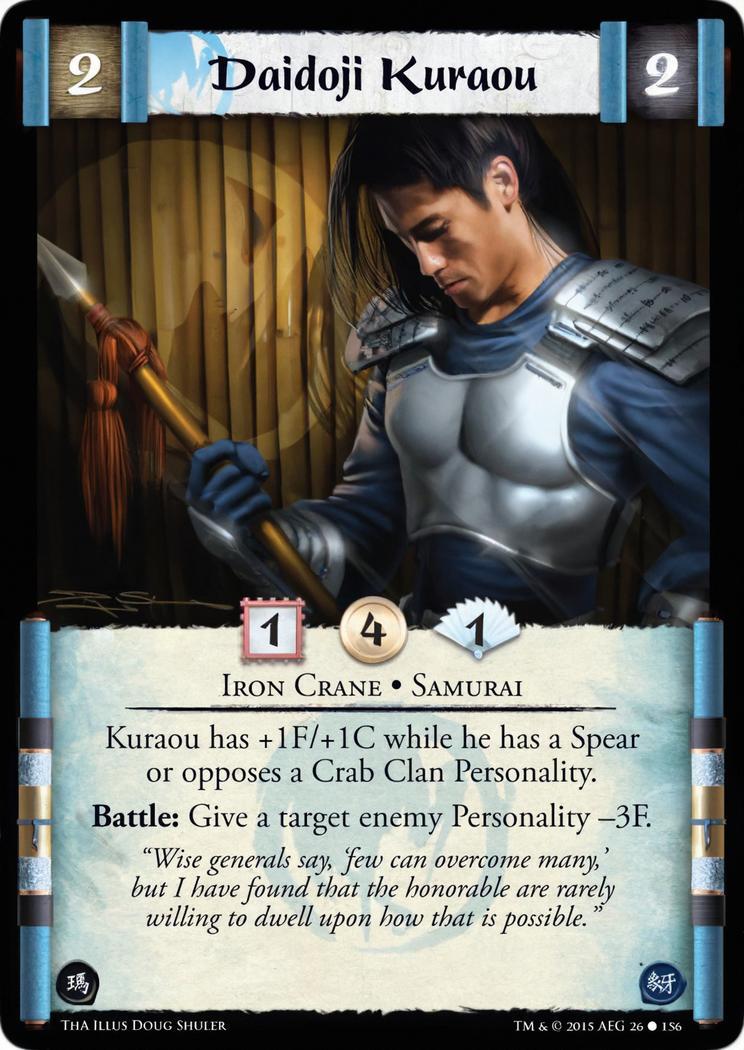 2 Daidoji Kuraou 2
1 4 1
Iron Crane • Samurai
Kuraou has +1F/+1C while he has a Spear
or opposes a Crab Clan Personality.
Battle: Give a target enemy Personality –3F.
“Wise generals say, ‘few can overcome many,’
but I have found that the honorable are rarely
willing to dwell upon how that is possible.”
ThA Illus Doug Shuler TM & © 2015 AEG 26 ● 156